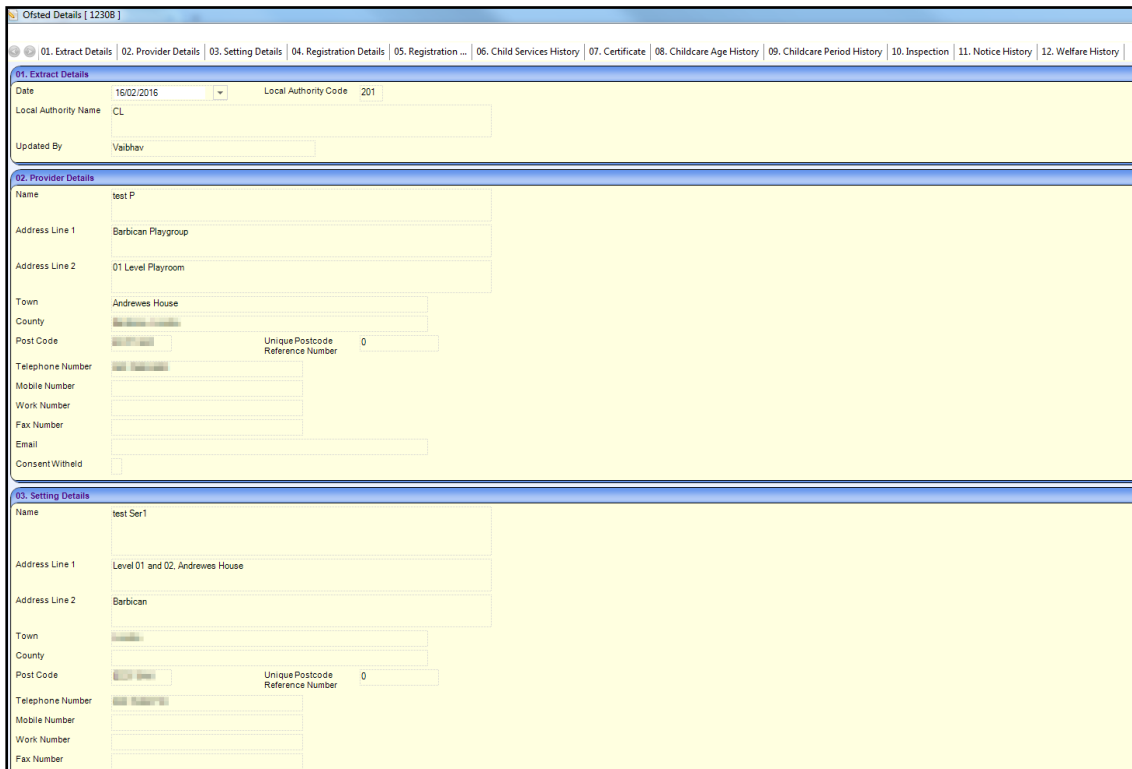 Ofsted Details [ 1230B ]
01. Extract Details 02. Provider Details 03. Setting Details 04. Registration Details 05. Registration ... 06. Child Services History 07. Certificate 08. Childcare Age History 09. Childcare Period History 10. Inspection 11. Notice History 12. Welfare History
01. Extract Details
Date 16/02/2016 Local Authority Code 201
Local Authority Name CL
Updated By Vaibhav
02. Provider Details
Name test P
Address Line 1 Barbican Playgroup
Address Line 2 01 Level Playroom
Town Andrewes House
County
Post Code Unique Postcode Reference Number 0
Telephone Number
Mobile Number
Work Number
Fax Number
Email
Consent Witheld
03. Setting Details
Name test Ser1
Address Line 1 Level 01 and 02, Andrewes House
Address Line 2 Barbican
Town
County
Post Code Unique Postcode Reference Number 0
Telephone Number
Mobile Number
Work Number
Fax Number